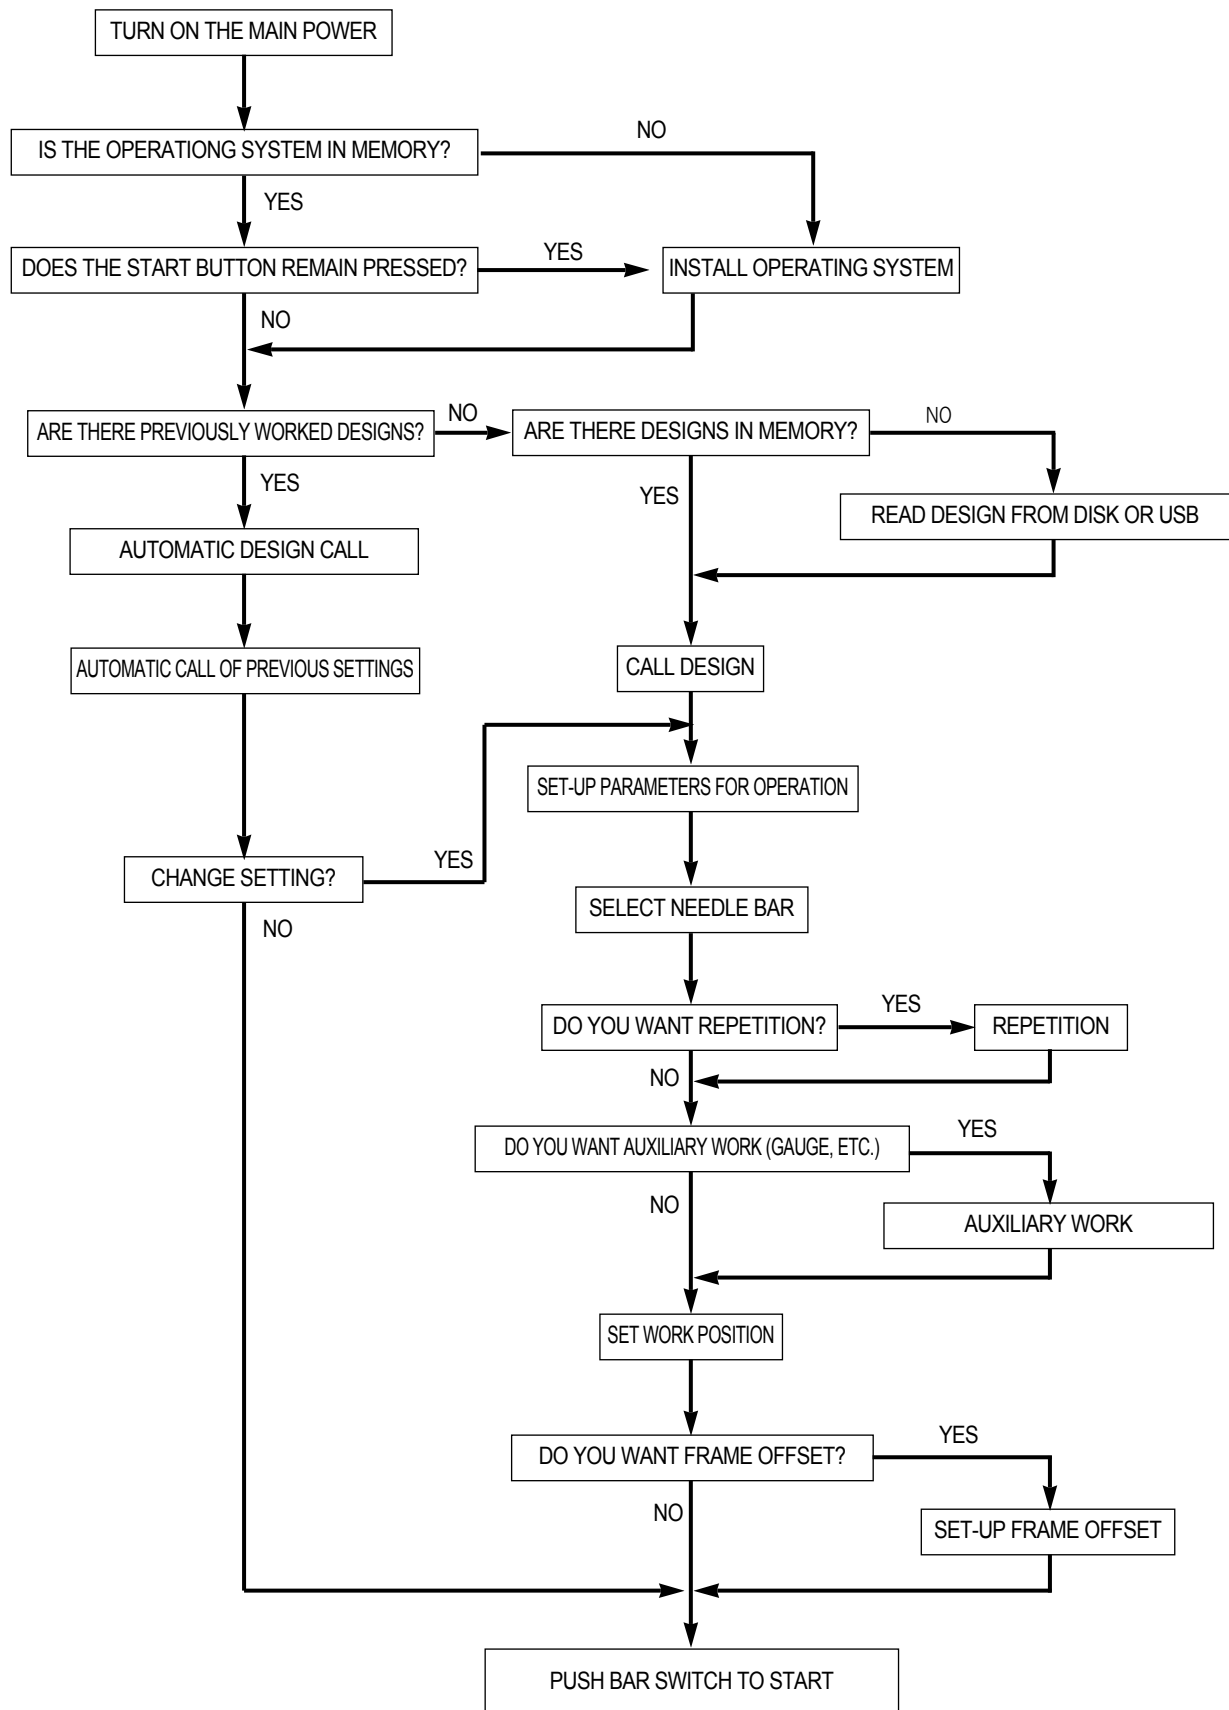 TURN ON THE MAIN POWER
NO
IS THE OPERATIONG SYSTEM IN MEMORY?
YES
DOES THE START BUTTON REMAIN PRESSED?
YES
INSTALL OPERATING SYSTEM
NO
ARE THERE PREVIOUSLY WORKED DESIGNS?
NO
ARE THERE DESIGNS IN MEMORY?
NO
YES
YES
READ DESIGN FROM DISK OR USB
AUTOMATIC DESIGN CALL
AUTOMATIC CALL OF PREVIOUS SETTINGS
CALL DESIGN
SET-UP PARAMETERS FOR OPERATION
CHANGE SETTING?
YES
NO
SELECT NEEDLE BAR
DO YOU WANT REPETITION?
YES
REPETITION
NO
DO YOU WANT AUXILIARY WORK (GAUGE, ETC.)
YES
NO
AUXILIARY WORK
SET WORK POSITION
DO YOU WANT FRAME OFFSET?
YES
NO
SET-UP FRAME OFFSET
PUSH BAR SWITCH TO START